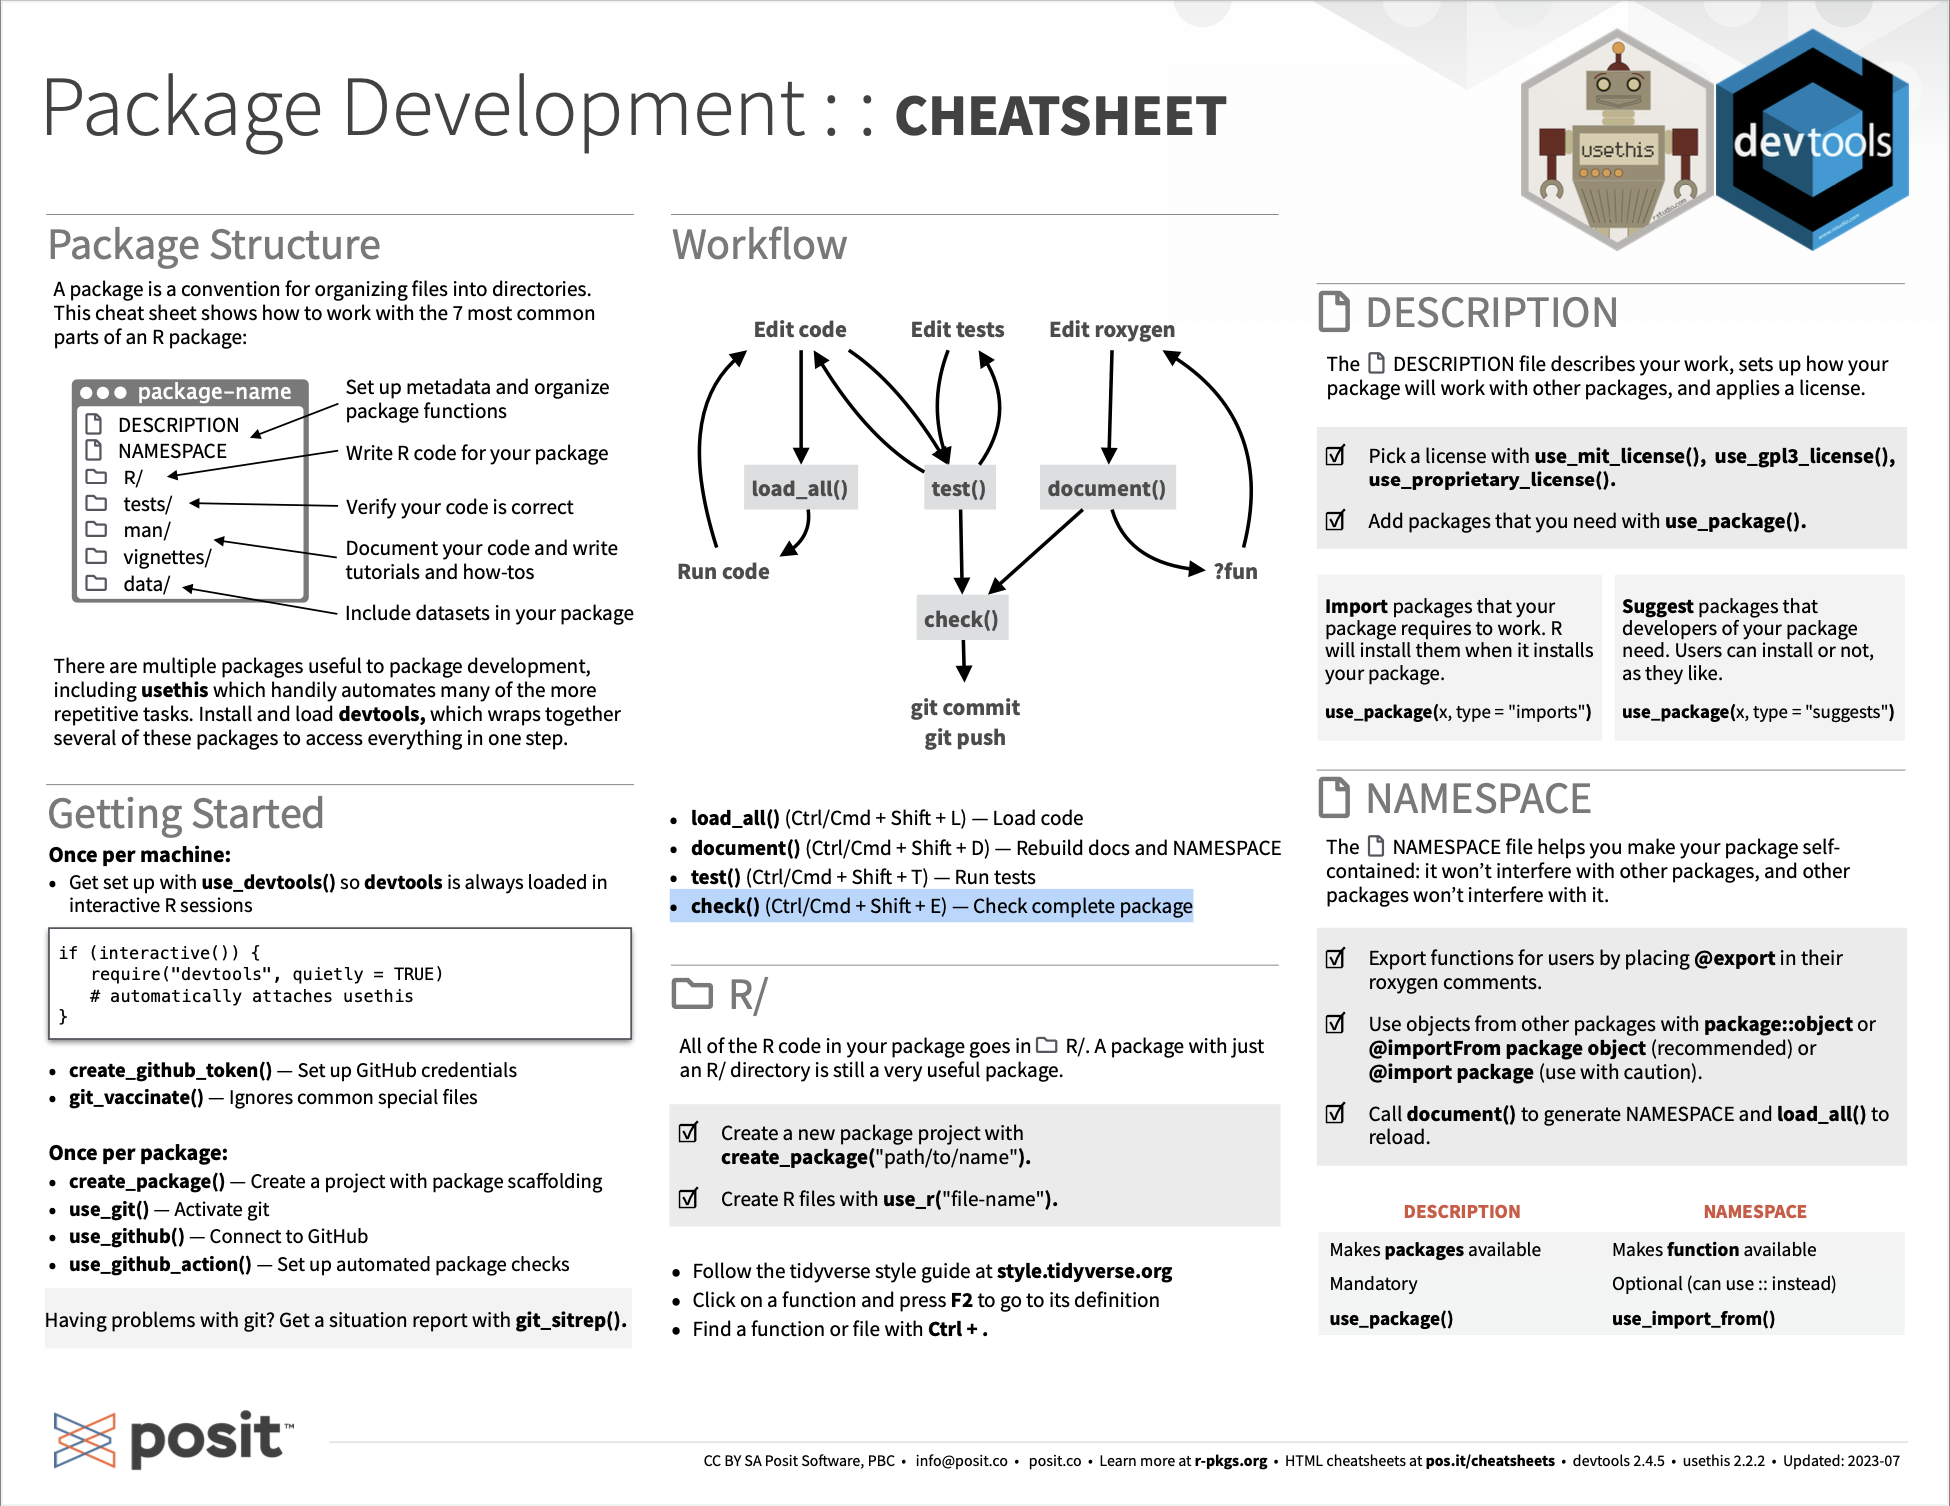 Package Development : : CHEATSHEET
usethis
rstudio.com
devtools
www.rstudio.com
Package Structure
A package is a convention for organizing files into directories.
This cheat sheet shows how to work with the 7 most common
parts of an R package:
package-name
DESCRIPTION
NAMESPACE
R/
tests/
man/
vignettes/
data/
Set up metadata and organize
package functions
Write R code for your package
Verify your code is correct
Document your code and write
tutorials and how-tos
Include datasets in your package
There are multiple packages useful to package development,
including usethis which handily automates many of the more
repetitive tasks. Install and load devtools, which wraps together
several of these packages to access everything in one step.
Getting Started
Once per machine:
• Get set up with use_devtools() so devtools is always loaded in
interactive R sessions
if (interactive()) {
require("devtools", quietly = TRUE)
# automatically attaches usethis
}
• create_github_token() — Set up GitHub credentials
• git_vaccinate() — Ignores common special files
Once per package:
• create_package() — Create a project with package scaffolding
• use_git() — Activate git
• use_github() — Connect to GitHub
• use_github_action() — Set up automated package checks
Having problems with git? Get a situation report with git_sitrep().
Workflow
Edit code
Edit tests
Edit roxygen
load_all()
test()
document()
Run code
?fun
check()
git commit
git push
• load_all() (Ctrl/Cmd + Shift + L) — Load code
• document() (Ctrl/Cmd + Shift + D) — Rebuild docs and NAMESPACE
• test() (Ctrl/Cmd + Shift + T) — Run tests
• check() (Ctrl/Cmd + Shift + E) — Check complete package
R/
All of the R code in your package goes in R/. A package with just
an R/ directory is still a very useful package.
Create a new package project with
create_package("path/to/name").
Create R files with use_r("file-name").
• Follow the tidyverse style guide at style.tidyverse.org
• Click on a function and press F2 to go to its definition
• Find a function or file with Ctrl + .
DESCRIPTION
The DESCRIPTION file describes your work, sets up how your
package will work with other packages, and applies a license.
Pick a license with use_mit_license(), use_gpl3_license(),
use_proprietary_license().
Add packages that you need with use_package().
Import packages that your
package requires to work. R
will install them when it installs
your package.
use_package(x, type = "imports")
Suggest packages that
developers of your package
need. Users can install or not,
as they like.
use_package(x, type = "suggests")
NAMESPACE
The NAMESPACE file helps you make your package self-
contained: it won’t interfere with other packages, and other
packages won’t interfere with it.
Export functions for users by placing @export in their
roxygen comments.
Use objects from other packages with package::object or
@importFrom package object (recommended) or
@import package (use with caution).
Call document() to generate NAMESPACE and load_all() to
reload.
DESCRIPTION NAMESPACE
Makes packages available Makes function available
Mandatory Optional (can use :: instead)
use_package() use_import_from()
posit™
CC BY SA Posit Software, PBC • info@posit.co • posit.co • Learn more at r-pkgs.org • HTML cheatsheets at pos.it/cheatsheets • devtools 2.4.5 • usethis 2.2.2 • Updated: 2023-07